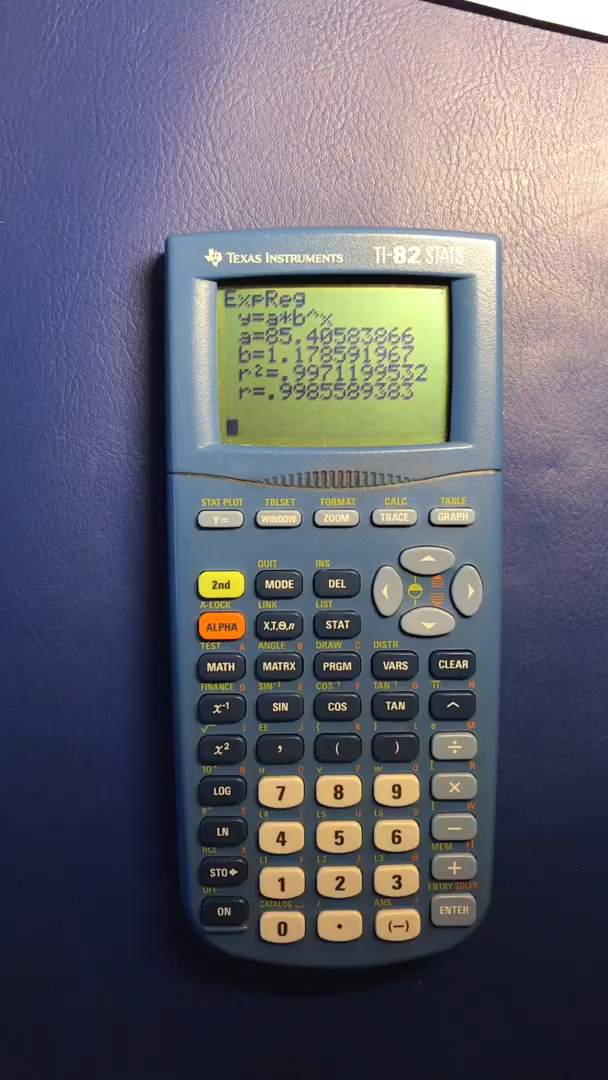 TEXAS INSTRUMENTS TI-82 STATS
ExpReg
y=a*b^x
a=85.40583866
b=1.178591967
r²=.9971199532
r=.9985589383
STAT PLOT TBLSET FORMAT CALC TABLE
Y= WINDOW ZOOM TRACE GRAPH
QUIT INS
2nd MODE DEL
A-LOCK LINK LIST
ALPHA X,T,Θ,n STAT
TEST A ANGLE B DRAW C DISTR
MATH MATRX PRGM VARS CLEAR
FINANCE D SIN⁻¹ E COS⁻¹ F TAN⁻¹ G π H
x⁻¹ SIN COS TAN ^
√ I EE J { K } L e M
x² , ( ) ÷
10ˣ N u O v P w Q [ R
LOG 7 8 9 ×
eˣ S L4 T L5 U L6 V ] W
LN 4 5 6 −
RCL X L1 Y L2 Z L3 Θ MEM "
STO▸ 1 2 3 +
OFF CATALOG i ANS ENTRY SOLVE
ON 0 . (−) ENTER